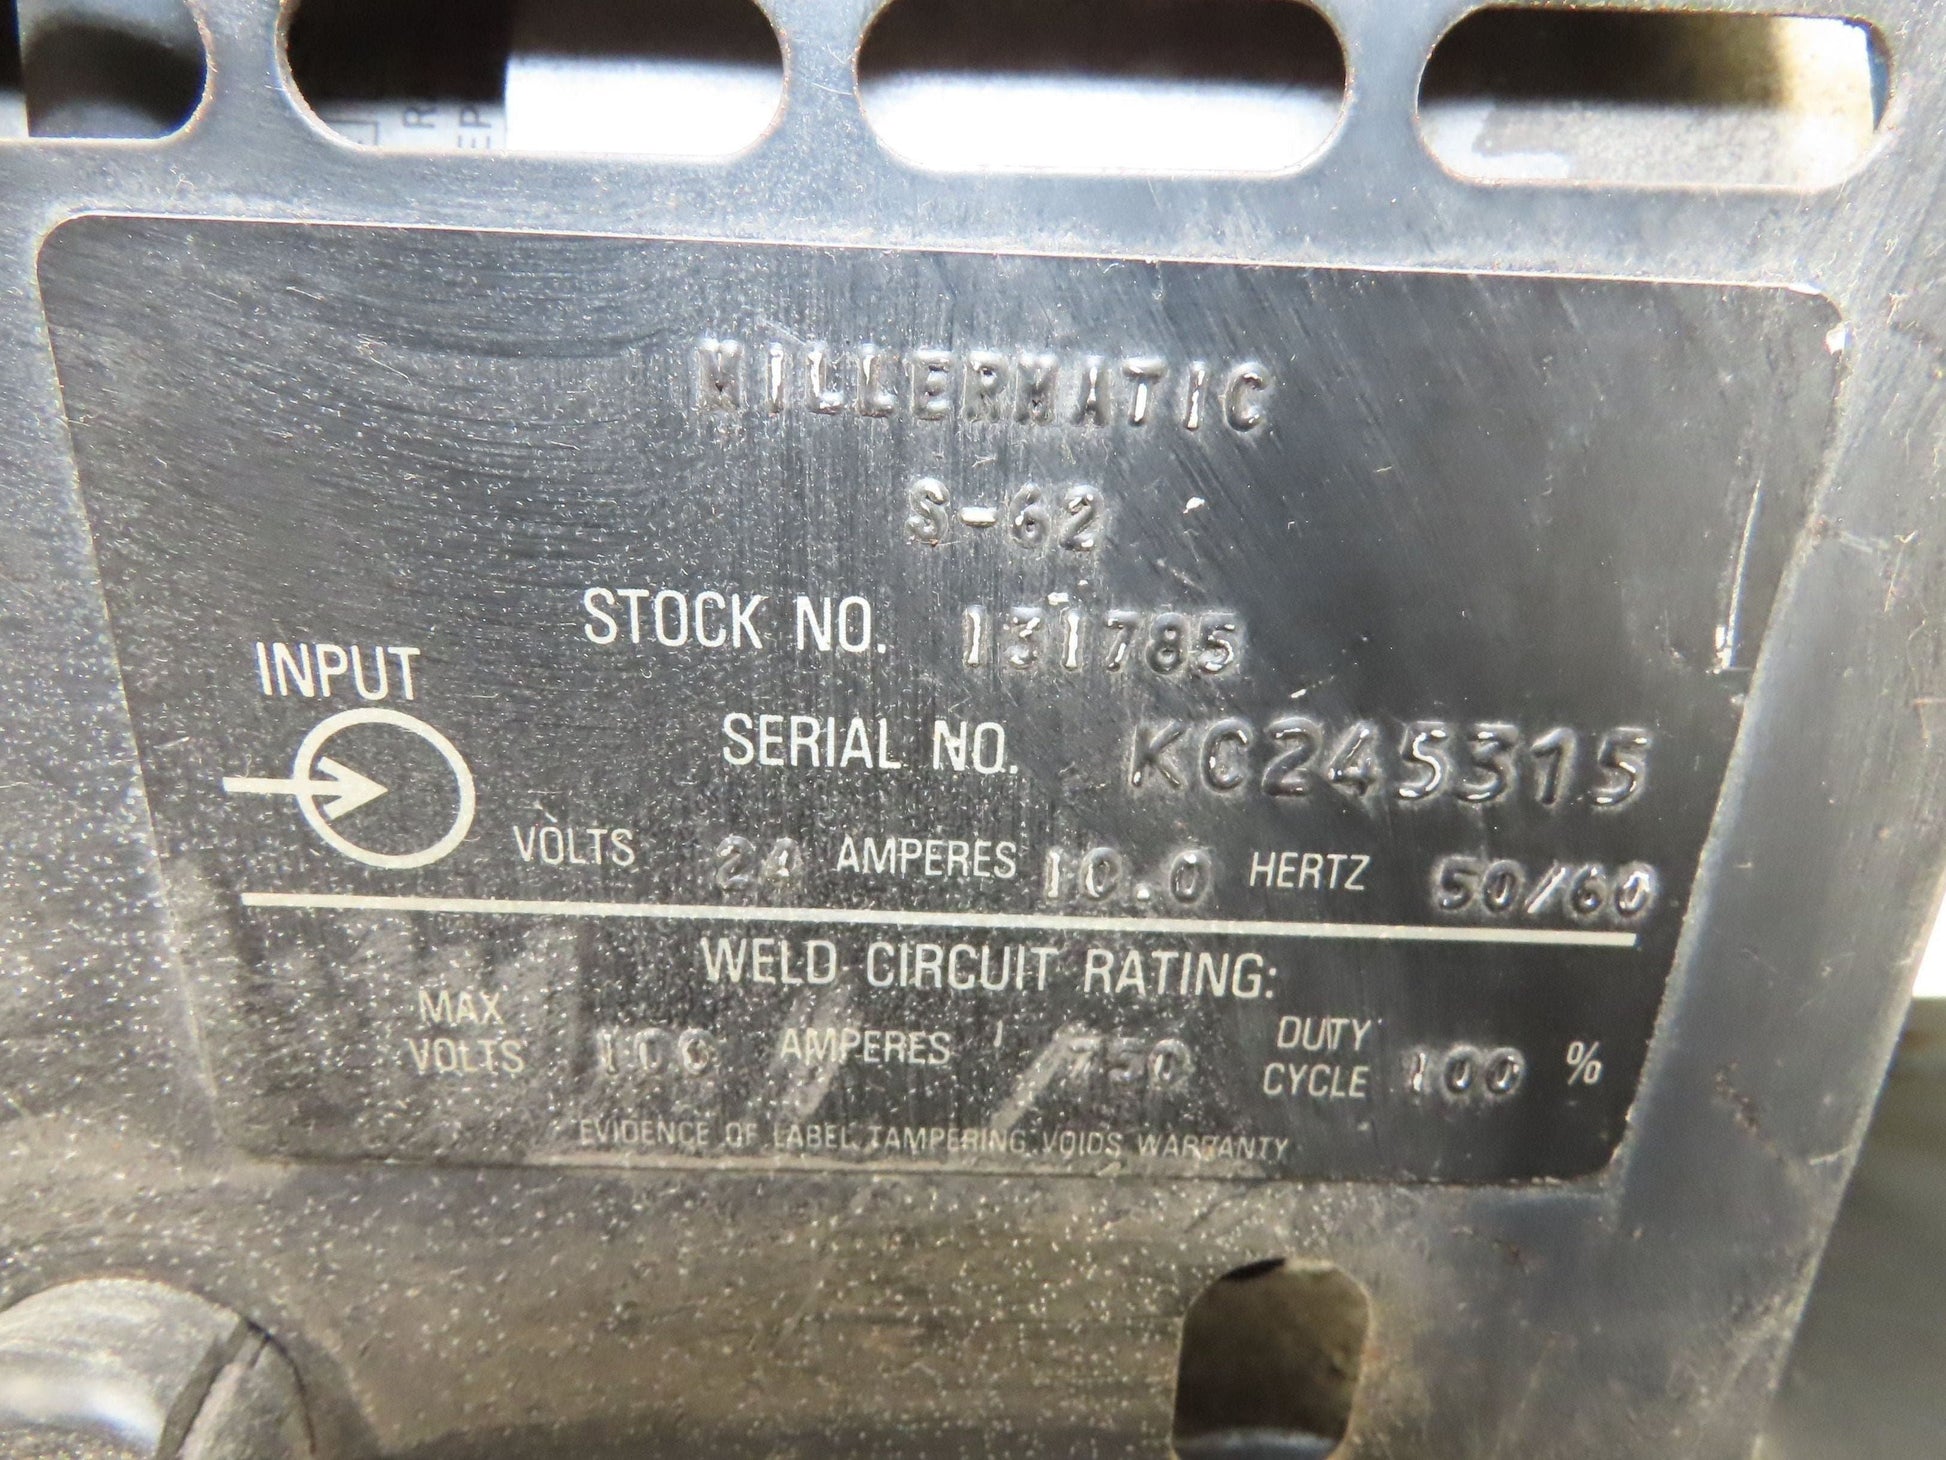 MILLERMATIC
S-62
STOCK NO. 131785
INPUT
SERIAL NO. KC245315
VOLTS 24 AMPERES 10.0 HERTZ 50/60
WELD CIRCUIT RATING:
MAX VOLTS 100 AMPERES 750 DUTY CYCLE 100 %
EVIDENCE OF LABEL TAMPERING VOIDS WARRANTY